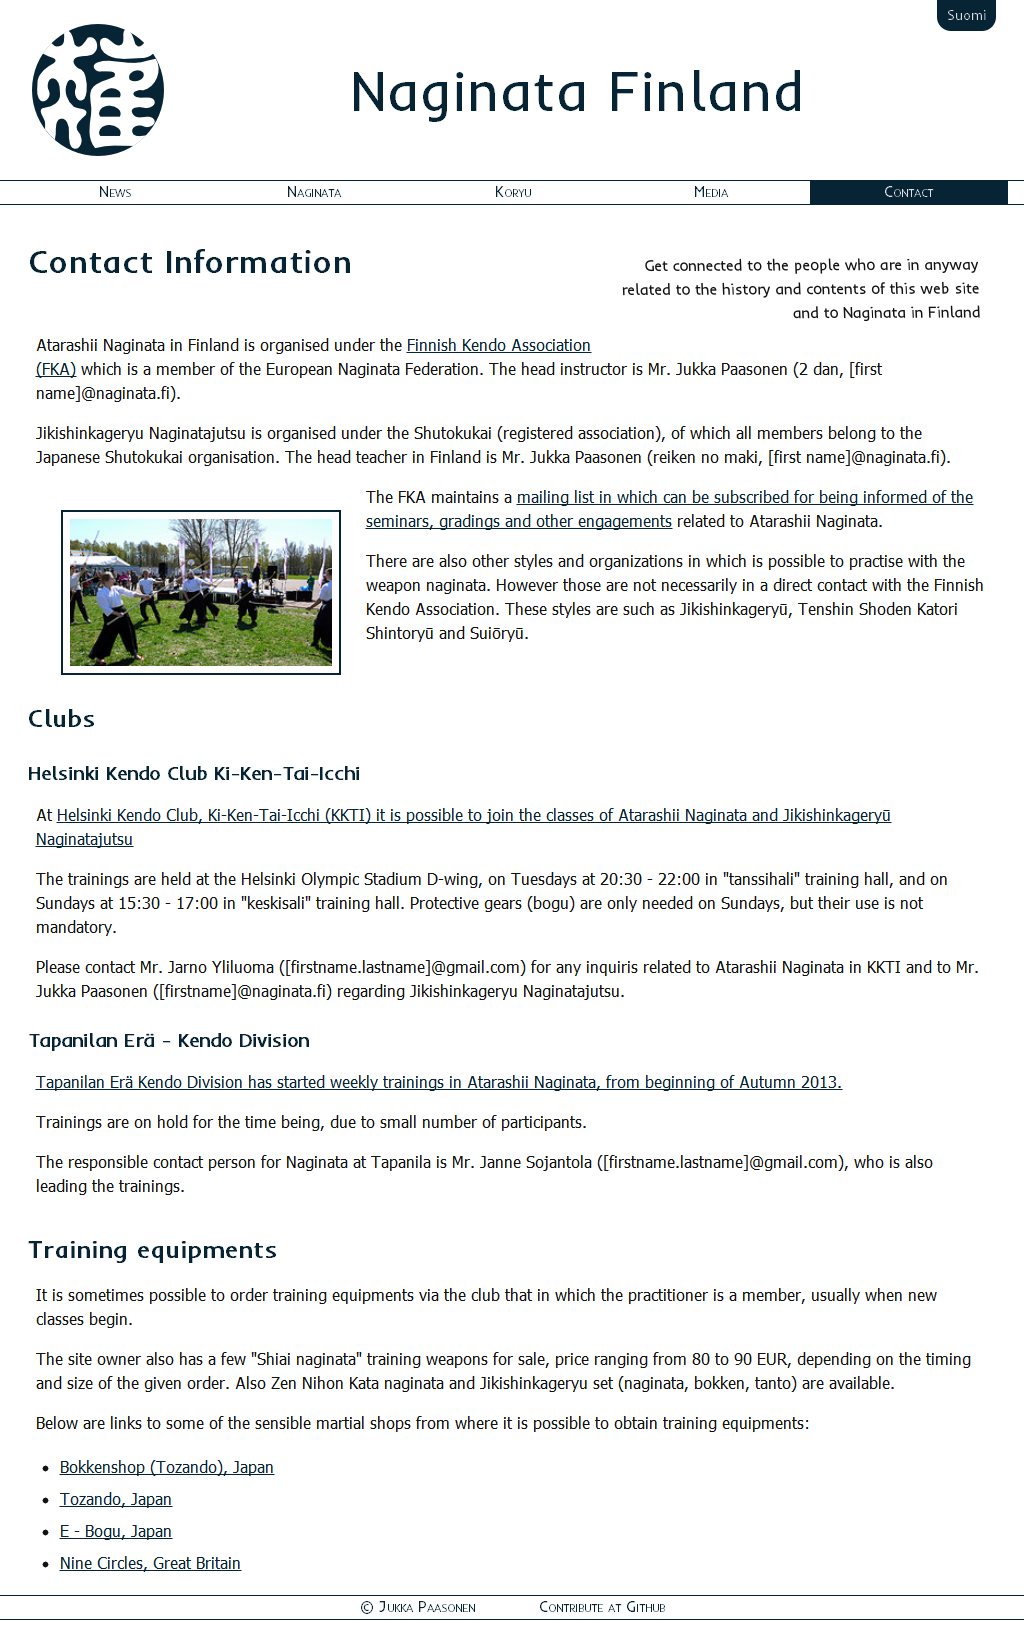 Suomi
Naginata Finland
News
Naginata
Koryu
Media
Contact
Contact Information
Get connected to the people who are in anyway
related to the history and contents of this web site
and to Naginata in Finland
Atarashii Naginata in Finland is organised under the Finnish Kendo Association
(FKA) which is a member of the European Naginata Federation. The head instructor is Mr. Jukka Paasonen (2 dan, [first
name]@naginata.fi).
Jikishinkageryu Naginatajutsu is organised under the Shutokukai (registered association), of which all members belong to the
Japanese Shutokukai organisation. The head teacher in Finland is Mr. Jukka Paasonen (reiken no maki, [first name]@naginata.fi).
The FKA maintains a mailing list in which can be subscribed for being informed of the
seminars, gradings and other engagements related to Atarashii Naginata.
There are also other styles and organizations in which is possible to practise with the
weapon naginata. However those are not necessarily in a direct contact with the Finnish
Kendo Association. These styles are such as Jikishinkageryū, Tenshin Shoden Katori
Shintoryū and Suiōryū.
Clubs
Helsinki Kendo Club Ki-Ken-Tai-Icchi
At Helsinki Kendo Club, Ki-Ken-Tai-Icchi (KKTI) it is possible to join the classes of Atarashii Naginata and Jikishinkageryū
Naginatajutsu
The trainings are held at the Helsinki Olympic Stadium D-wing, on Tuesdays at 20:30 - 22:00 in "tanssihali" training hall, and on
Sundays at 15:30 - 17:00 in "keskisali" training hall. Protective gears (bogu) are only needed on Sundays, but their use is not
mandatory.
Please contact Mr. Jarno Yliluoma ([firstname.lastname]@gmail.com) for any inquiris related to Atarashii Naginata in KKTI and to Mr.
Jukka Paasonen ([firstname]@naginata.fi) regarding Jikishinkageryu Naginatajutsu.
Tapanilan Erä - Kendo Division
Tapanilan Erä Kendo Division has started weekly trainings in Atarashii Naginata, from beginning of Autumn 2013.
Trainings are on hold for the time being, due to small number of participants.
The responsible contact person for Naginata at Tapanila is Mr. Janne Sojantola ([firstname.lastname]@gmail.com), who is also
leading the trainings.
Training equipments
It is sometimes possible to order training equipments via the club that in which the practitioner is a member, usually when new
classes begin.
The site owner also has a few "Shiai naginata" training weapons for sale, price ranging from 80 to 90 EUR, depending on the timing
and size of the given order. Also Zen Nihon Kata naginata and Jikishinkageryu set (naginata, bokken, tanto) are available.
Below are links to some of the sensible martial shops from where it is possible to obtain training equipments:
• Bokkenshop (Tozando), Japan
• Tozando, Japan
• E - Bogu, Japan
• Nine Circles, Great Britain
© Jukka Paasonen
Contribute at Github